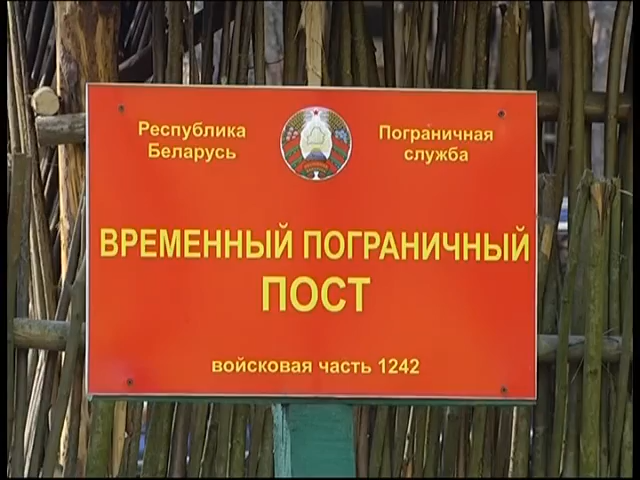 Республика
Беларусь
Пограничная
служба
ВРЕМЕННЫЙ ПОГРАНИЧНЫЙ
ПОСТ
войсковая часть 1242